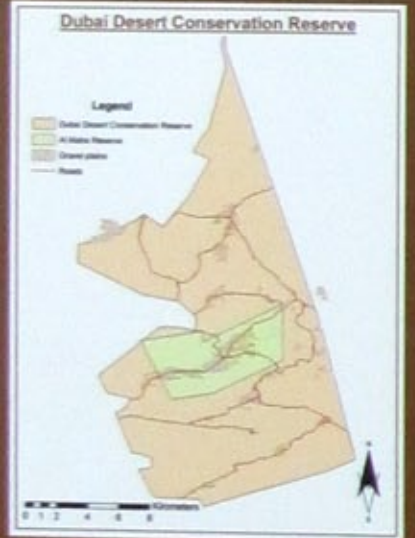 Dubai Desert Conservation Reserve
Legend
Dubai Desert Conservation Reserve
Al Maha Reserve
Gravel plains
Roads
N
0 1 2 4 6 8 Kilometers